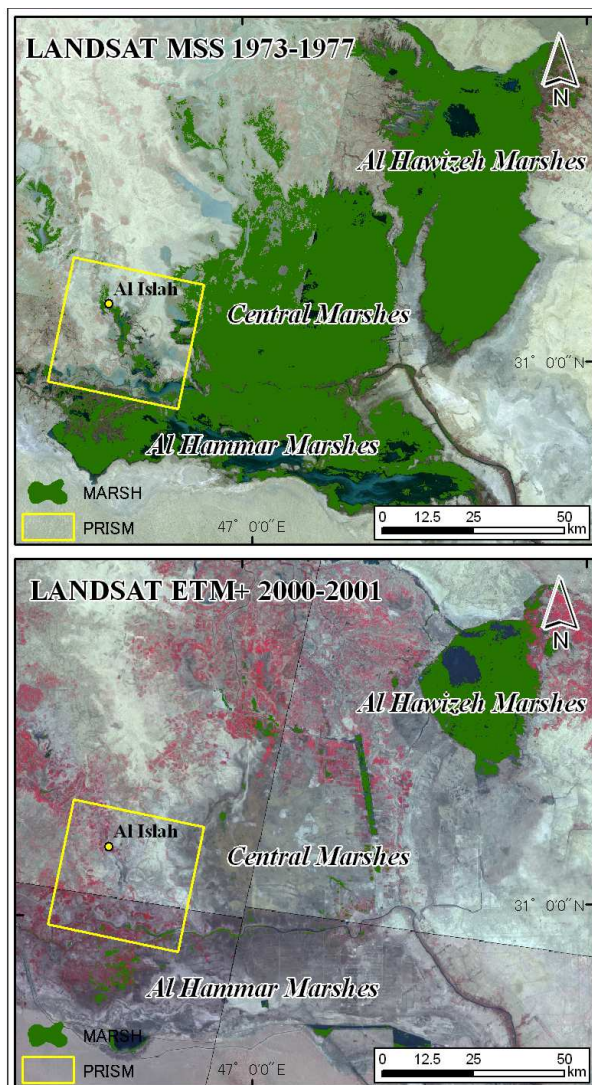 LANDSAT MSS 1973-1977
N
Al Hawizeh Marshes
Al Islah
Central Marshes
31° 0'0"N
Al Hammar Marshes
MARSH
PRISM
47° 0'0"E
0 12.5 25 50
km
LANDSAT ETM+ 2000-2001
N
Al Hawizeh Marshes
Al Islah
Central Marshes
31° 0'0"N
Al Hammar Marshes
MARSH
PRISM
47° 0'0"E
0 12.5 25 50
km